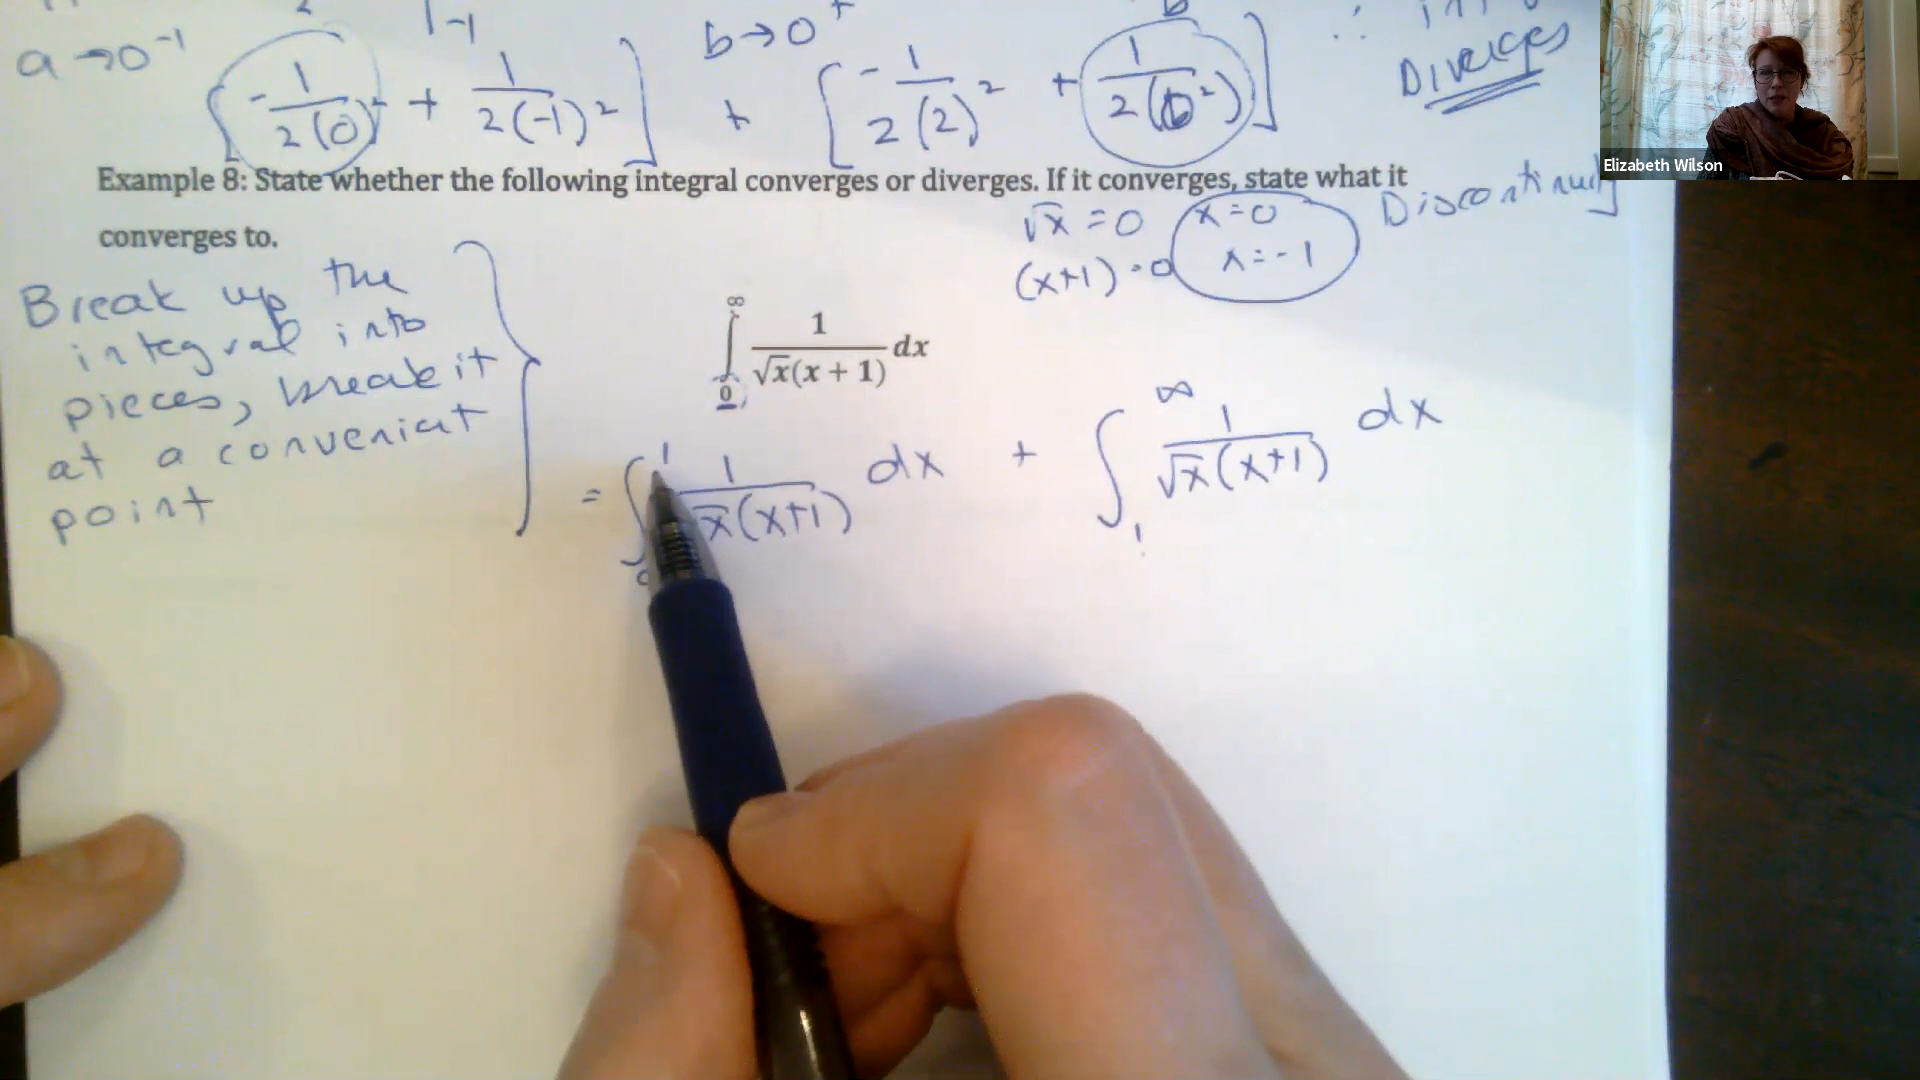 a→0⁻¹ b→0⁺ ∴
[-1/2(0)² + 1/2(-1)²] + [-1/2(2)² + 1/2(b²)] Diverges
Elizabeth Wilson
Example 8: State whether the following integral converges or diverges. If it converges, state what it
converges to.
√x = 0 x=0 Discontinuity
(x+1)=0 x=-1
Break up the
integral into
pieces, break it
at a convenient
point
∫₀^∞ 1/(√x(x + 1)) dx
= ∫₀¹ 1/(√x(x+1)) dx + ∫₁^∞ 1/(√x(x+1)) dx